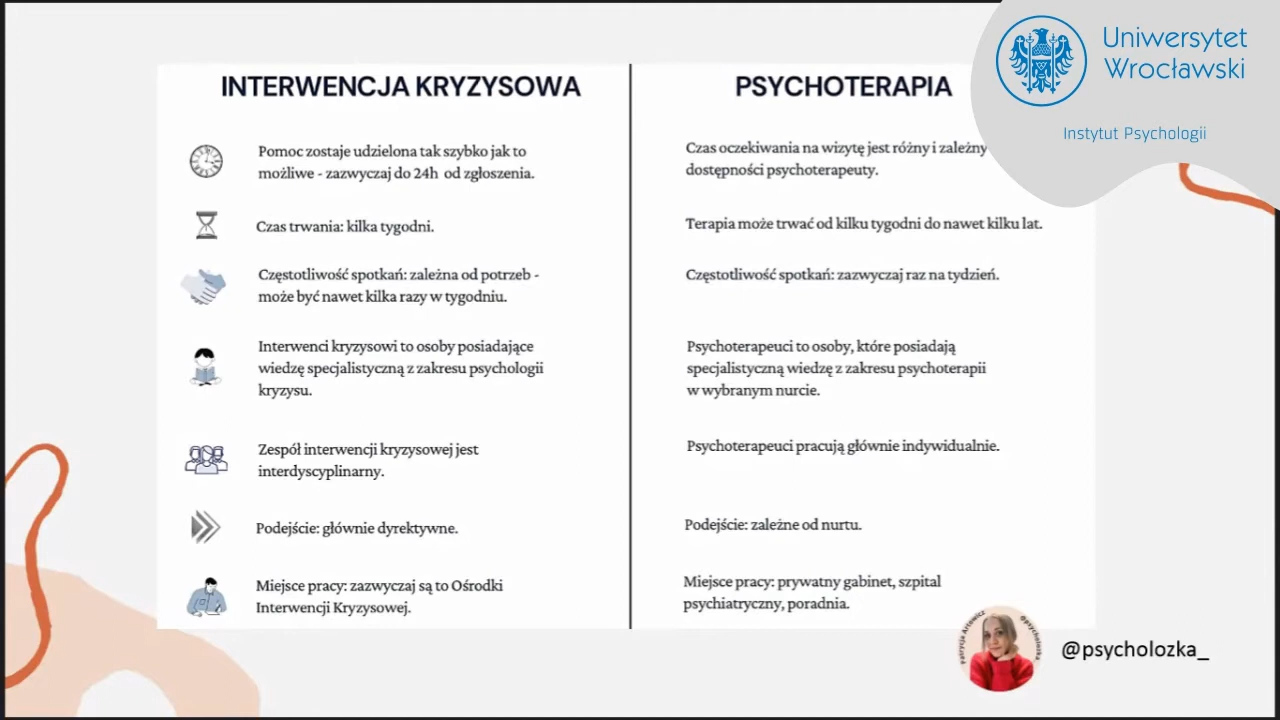 Uniwersytet
Wrocławski
Instytut Psychologii
INTERWENCJA KRYZYSOWA
Pomoc zostaje udzielona tak szybko jak to
możliwe - zazwyczaj do 24h od zgłoszenia.
Czas trwania: kilka tygodni.
Częstotliwość spotkań: zależna od potrzeb -
może być nawet kilka razy w tygodniu.
Interwenci kryzysowi to osoby posiadające
wiedzę specjalistyczną z zakresu psychologii
kryzysu.
Zespół interwencji kryzysowej jest
interdyscyplinarny.
Podejście: głównie dyrektywne.
Miejsce pracy: zazwyczaj są to Ośrodki
Interwencji Kryzysowej.
PSYCHOTERAPIA
Czas oczekiwania na wizytę jest różny i zależny
dostępności psychoterapeuty.
Terapia może trwać od kilku tygodni do nawet kilku lat.
Częstotliwość spotkań: zazwyczaj raz na tydzień.
Psychoterapeuci to osoby, które posiadają
specjalistyczną wiedzę z zakresu psychoterapii
w wybranym nurcie.
Psychoterapeuci pracują głównie indywidualnie.
Podejście: zależne od nurtu.
Miejsce pracy: prywatny gabinet, szpital
psychiatryczny, poradnia.
Patrycja Artowicz
@psycholozka_
@psycholozka_